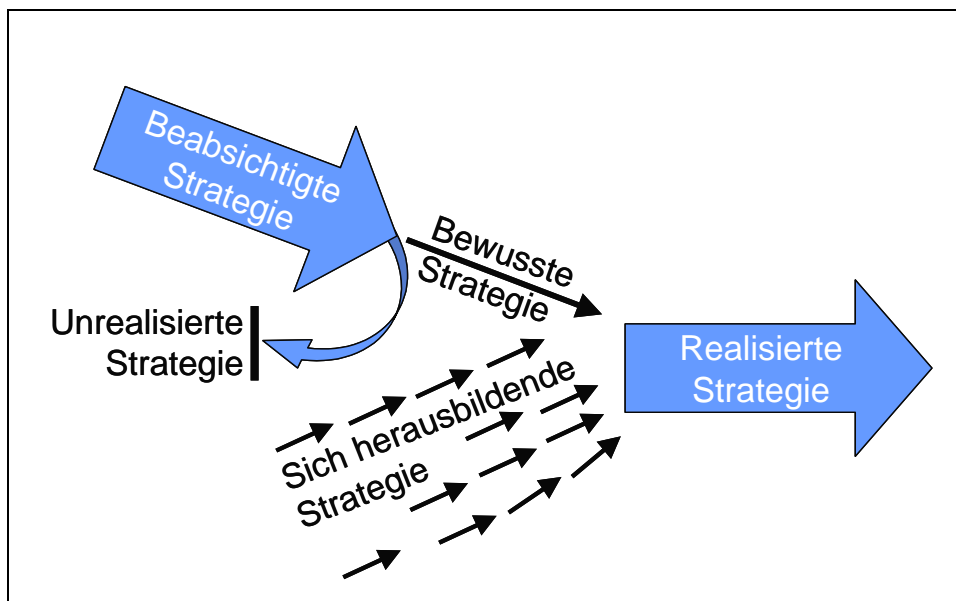 Beabsichtigte
Strategie
Bewusste
Strategie
Unrealisierte
Strategie
Sich herausbildende
Strategie
Realisierte
Strategie